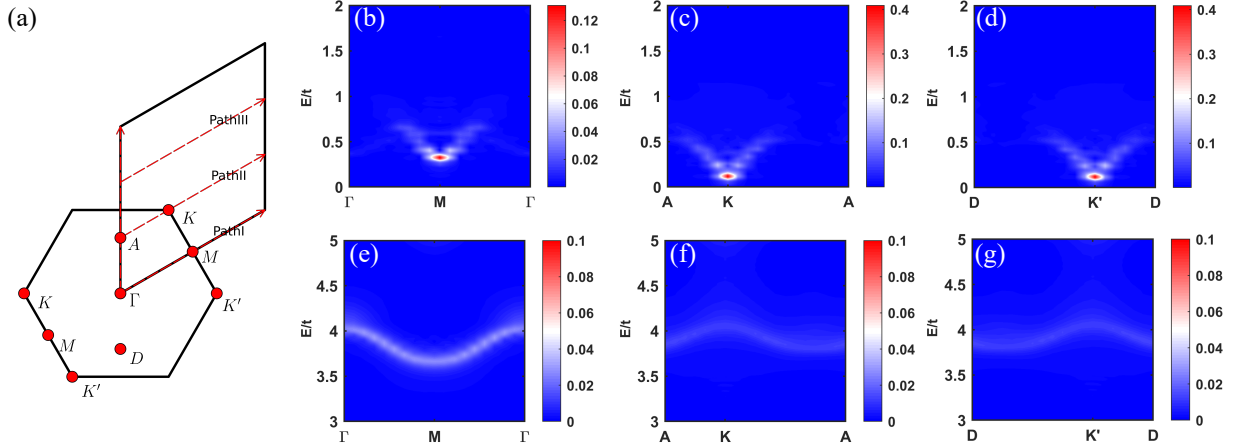 (a)
PathIII
PathII
K
A
PathI
M
Γ
K
K′
M
D
K′
(b)
E/t
2
1.5
1
0.5
0
Γ
M
Γ
0.12
0.1
0.08
0.06
0.04
0.02
(c)
E/t
2
1.5
1
0.5
0
A
K
A
0.4
0.3
0.2
0.1
(d)
E/t
2
1.5
1
0.5
0
D
K'
D
0.4
0.3
0.2
0.1
(e)
E/t
5
4.5
4
3.5
3
Γ
M
Γ
0.1
0.08
0.06
0.04
0.02
0
(f)
E/t
5
4.5
4
3.5
3
A
K
A
0.1
0.08
0.06
0.04
0.02
0
(g)
E/t
5
4.5
4
3.5
3
D
K'
D
0.1
0.08
0.06
0.04
0.02
0